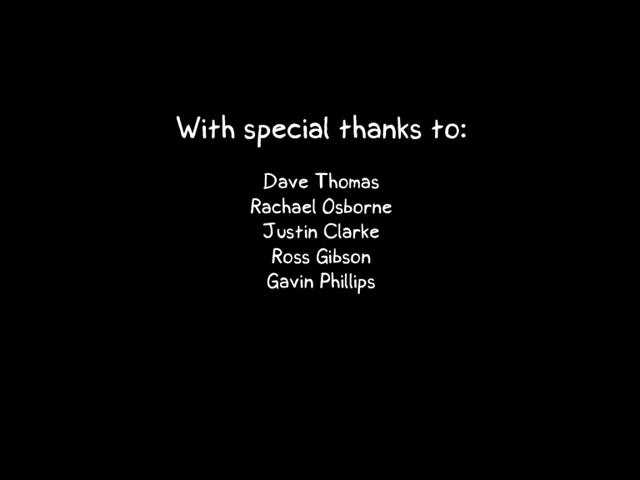 With special thanks to:
Dave Thomas
Rachael Osborne
Justin Clarke
Ross Gibson
Gavin Phillips